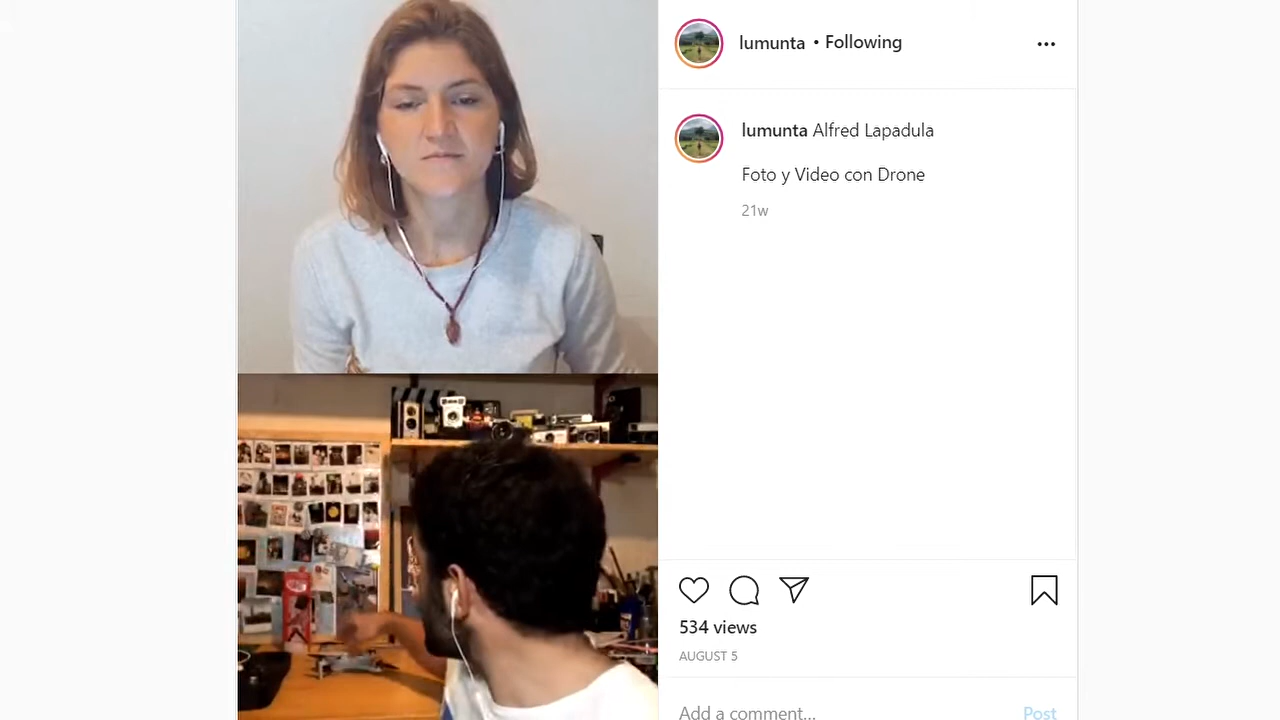 lumunta • Following
lumunta Alfred Lapadula
Foto y Video con Drone
21w
534 views
AUGUST 5
Add a comment...
Post